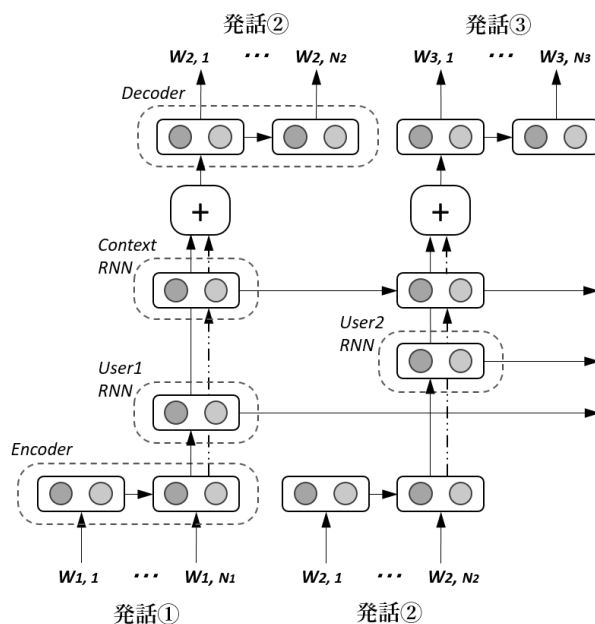 発話② 発話③
W2, 1 ... W2, N2 W3, 1 ... W3, N3
Decoder
+ +
Context
RNN
User2
RNN
User1
RNN
Encoder
W1, 1 ... W1, N1 W2, 1 ... W2, N2
発話① 発話②